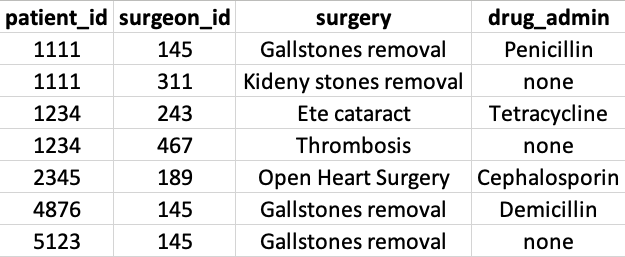 patient_id surgeon_id surgery drug_admin
1111 145 Gallstones removal Penicillin
1111 311 Kideny stones removal none
1234 243 Ete cataract Tetracycline
1234 467 Thrombosis none
2345 189 Open Heart Surgery Cephalosporin
4876 145 Gallstones removal Demicillin
5123 145 Gallstones removal none